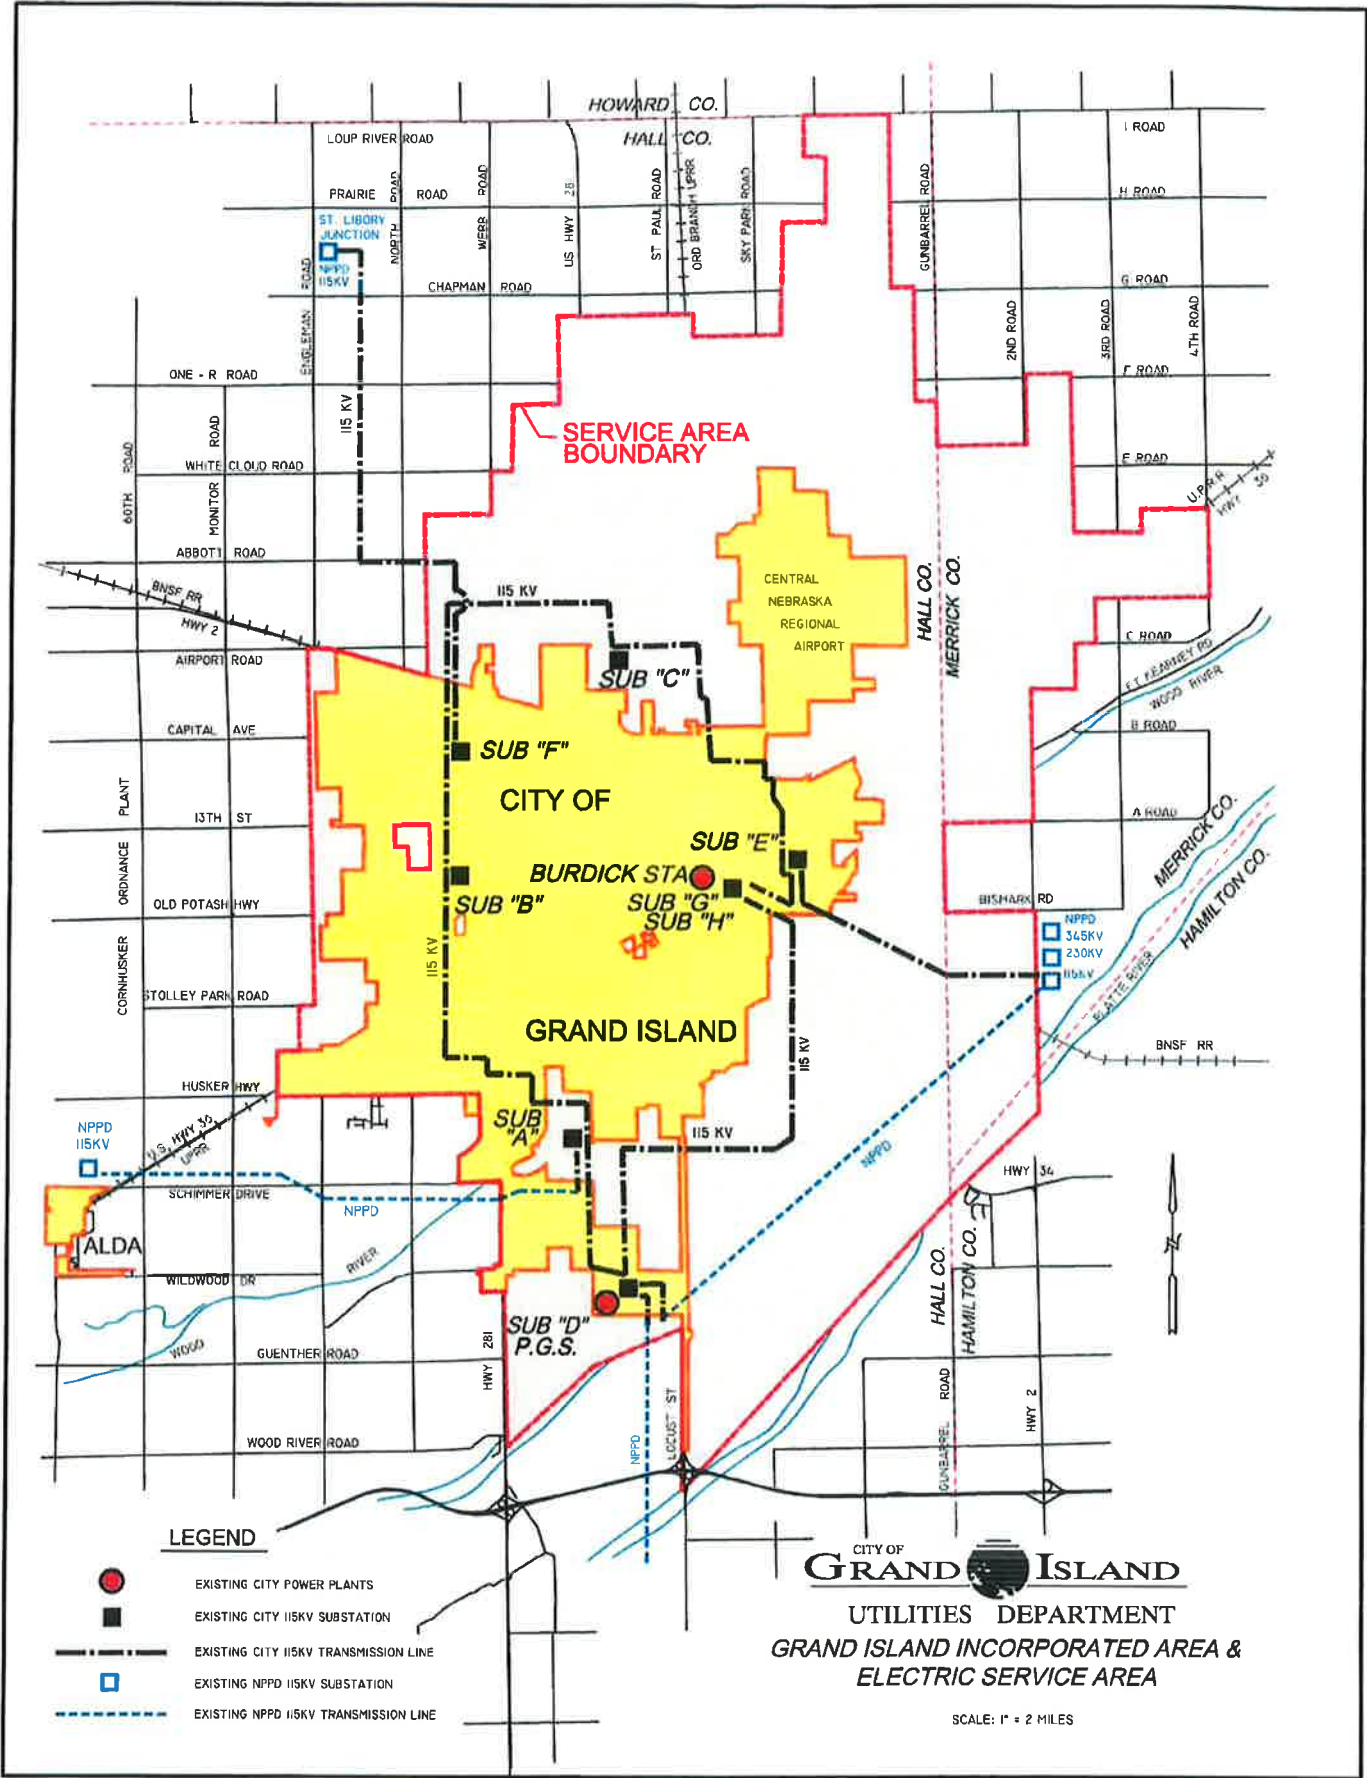 HOWARD CO.
HALL CO.
LOUP RIVER ROAD
I ROAD
PRAIRIE ROAD
H ROAD
ST. LIBORY
JUNCTION
NPPD
115KV
ENGLEMAN ROAD
NORTH ROAD
WEBB ROAD
US HWY 281
ST PAUL ROAD
ORD BRANCH UPRR
SKY PARK ROAD
GUNBARREL ROAD
CHAPMAN ROAD
G ROAD
2ND ROAD
3RD ROAD
4TH ROAD
ONE - R ROAD
F ROAD
115 KV
SERVICE AREA
BOUNDARY
60TH ROAD
MONITOR ROAD
WHITE CLOUD ROAD
E ROAD
U.P.R.R
HWY 30
ABBOTT ROAD
BNSF RR
HWY 2
115 KV
CENTRAL
NEBRASKA
REGIONAL
AIRPORT
HALL CO.
MERRICK CO.
AIRPORT ROAD
C ROAD
FT KEARNEY RD
WOOD RIVER
SUB "C"
CAPITAL AVE
B ROAD
SUB "F"
CITY OF
CORNHUSKER ORDNANCE PLANT
13TH ST
A ROAD
MERRICK CO.
HAMILTON CO.
SUB "E"
BURDICK STA
SUB "B"
SUB "G"
SUB "H"
OLD POTASH HWY
BISMARK RD
NPPD
345KV
230KV
115KV
115 KV
PLATTE RIVER
STOLLEY PARK ROAD
GRAND ISLAND
115 KV
BNSF RR
HUSKER HWY
NPPD
115KV
U.S. HWY 30
UPRR
SUB
"A"
115 KV
NPPD
HWY 34
SCHIMMER DRIVE
NPPD
ALDA
RIVER
WILDWOOD DR
WOOD
HALL CO.
HAMILTON CO.
SUB "D"
P.G.S.
GUENTHER ROAD
HWY 281
LOCUST ST
NPPD
GUNBARREL ROAD
HWY 2
WOOD RIVER ROAD
N
LEGEND
EXISTING CITY POWER PLANTS
EXISTING CITY 115KV SUBSTATION
EXISTING CITY 115KV TRANSMISSION LINE
EXISTING NPPD 115KV SUBSTATION
EXISTING NPPD 115KV TRANSMISSION LINE
CITY OF
GRAND ISLAND
UTILITIES DEPARTMENT
GRAND ISLAND INCORPORATED AREA &
ELECTRIC SERVICE AREA
SCALE: 1" = 2 MILES